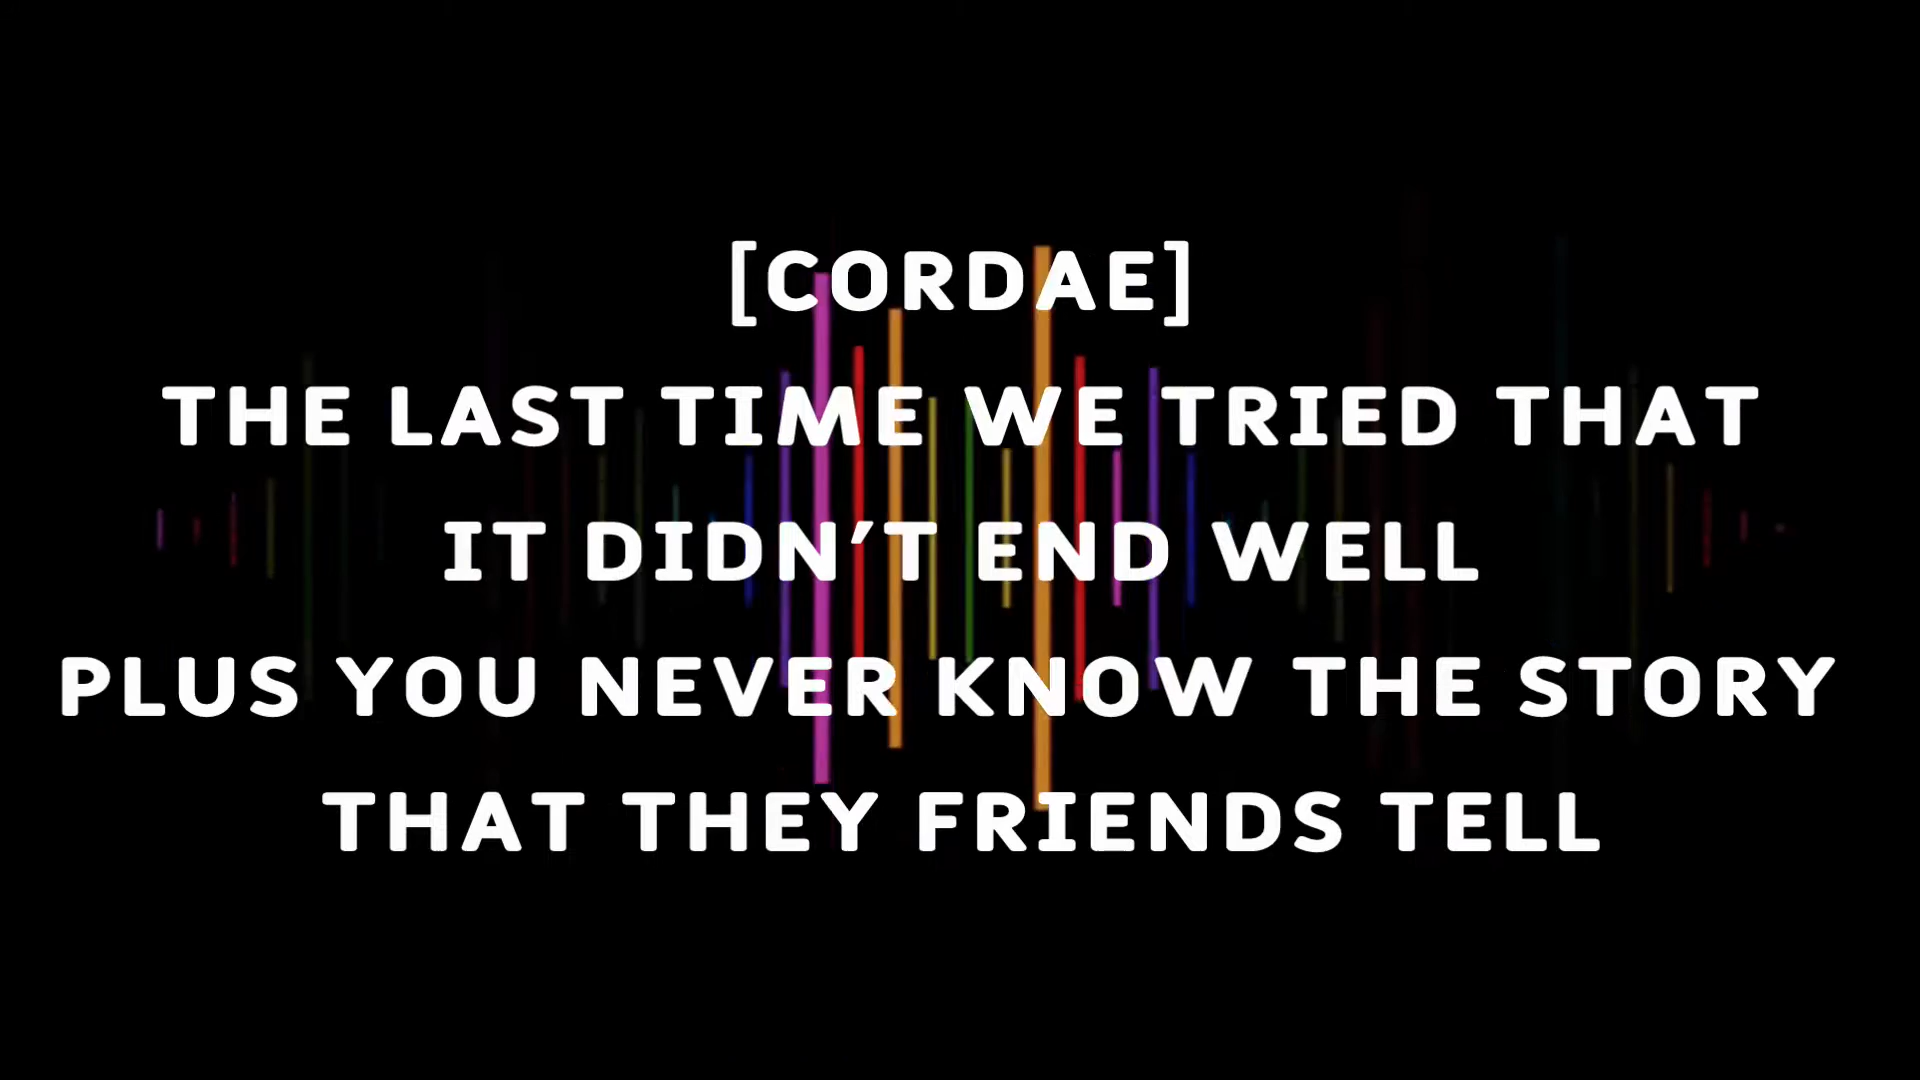 [CORDAE]
THE LAST TIME WE TRIED THAT
IT DIDN'T END WELL
PLUS YOU NEVER KNOW THE STORY
THAT THEY FRIENDS TELL